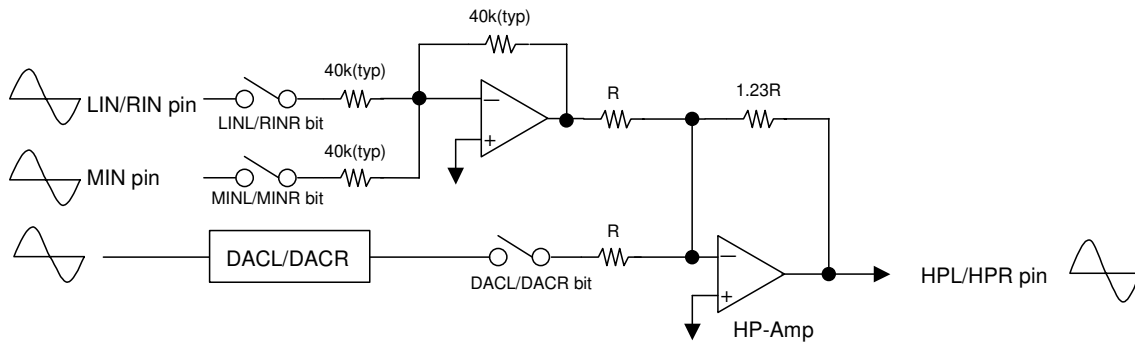 40k(typ)
40k(typ)
R
1.23R
LIN/RIN pin
LINL/RINR bit
−
+
40k(typ)
MIN pin
MINL/MINR bit
R
DACL/DACR
DACL/DACR bit
−
+
HPL/HPR pin
HP-Amp